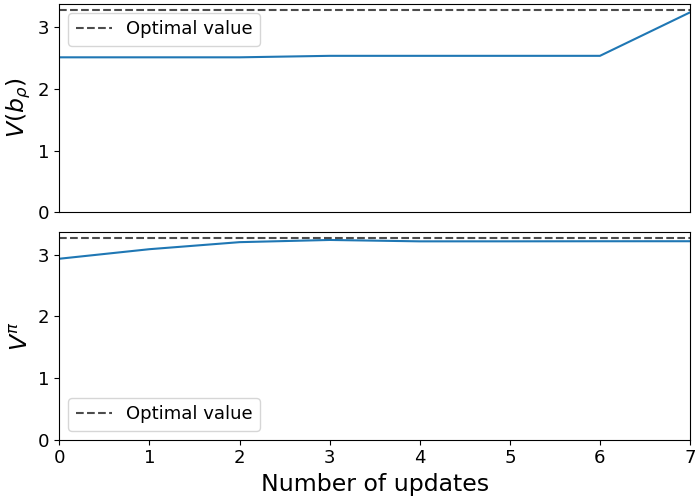 3
2
1
0
V(b_ρ)
Optimal value
3
2
1
0
V^π
Optimal value
0 1 2 3 4 5 6 7
Number of updates